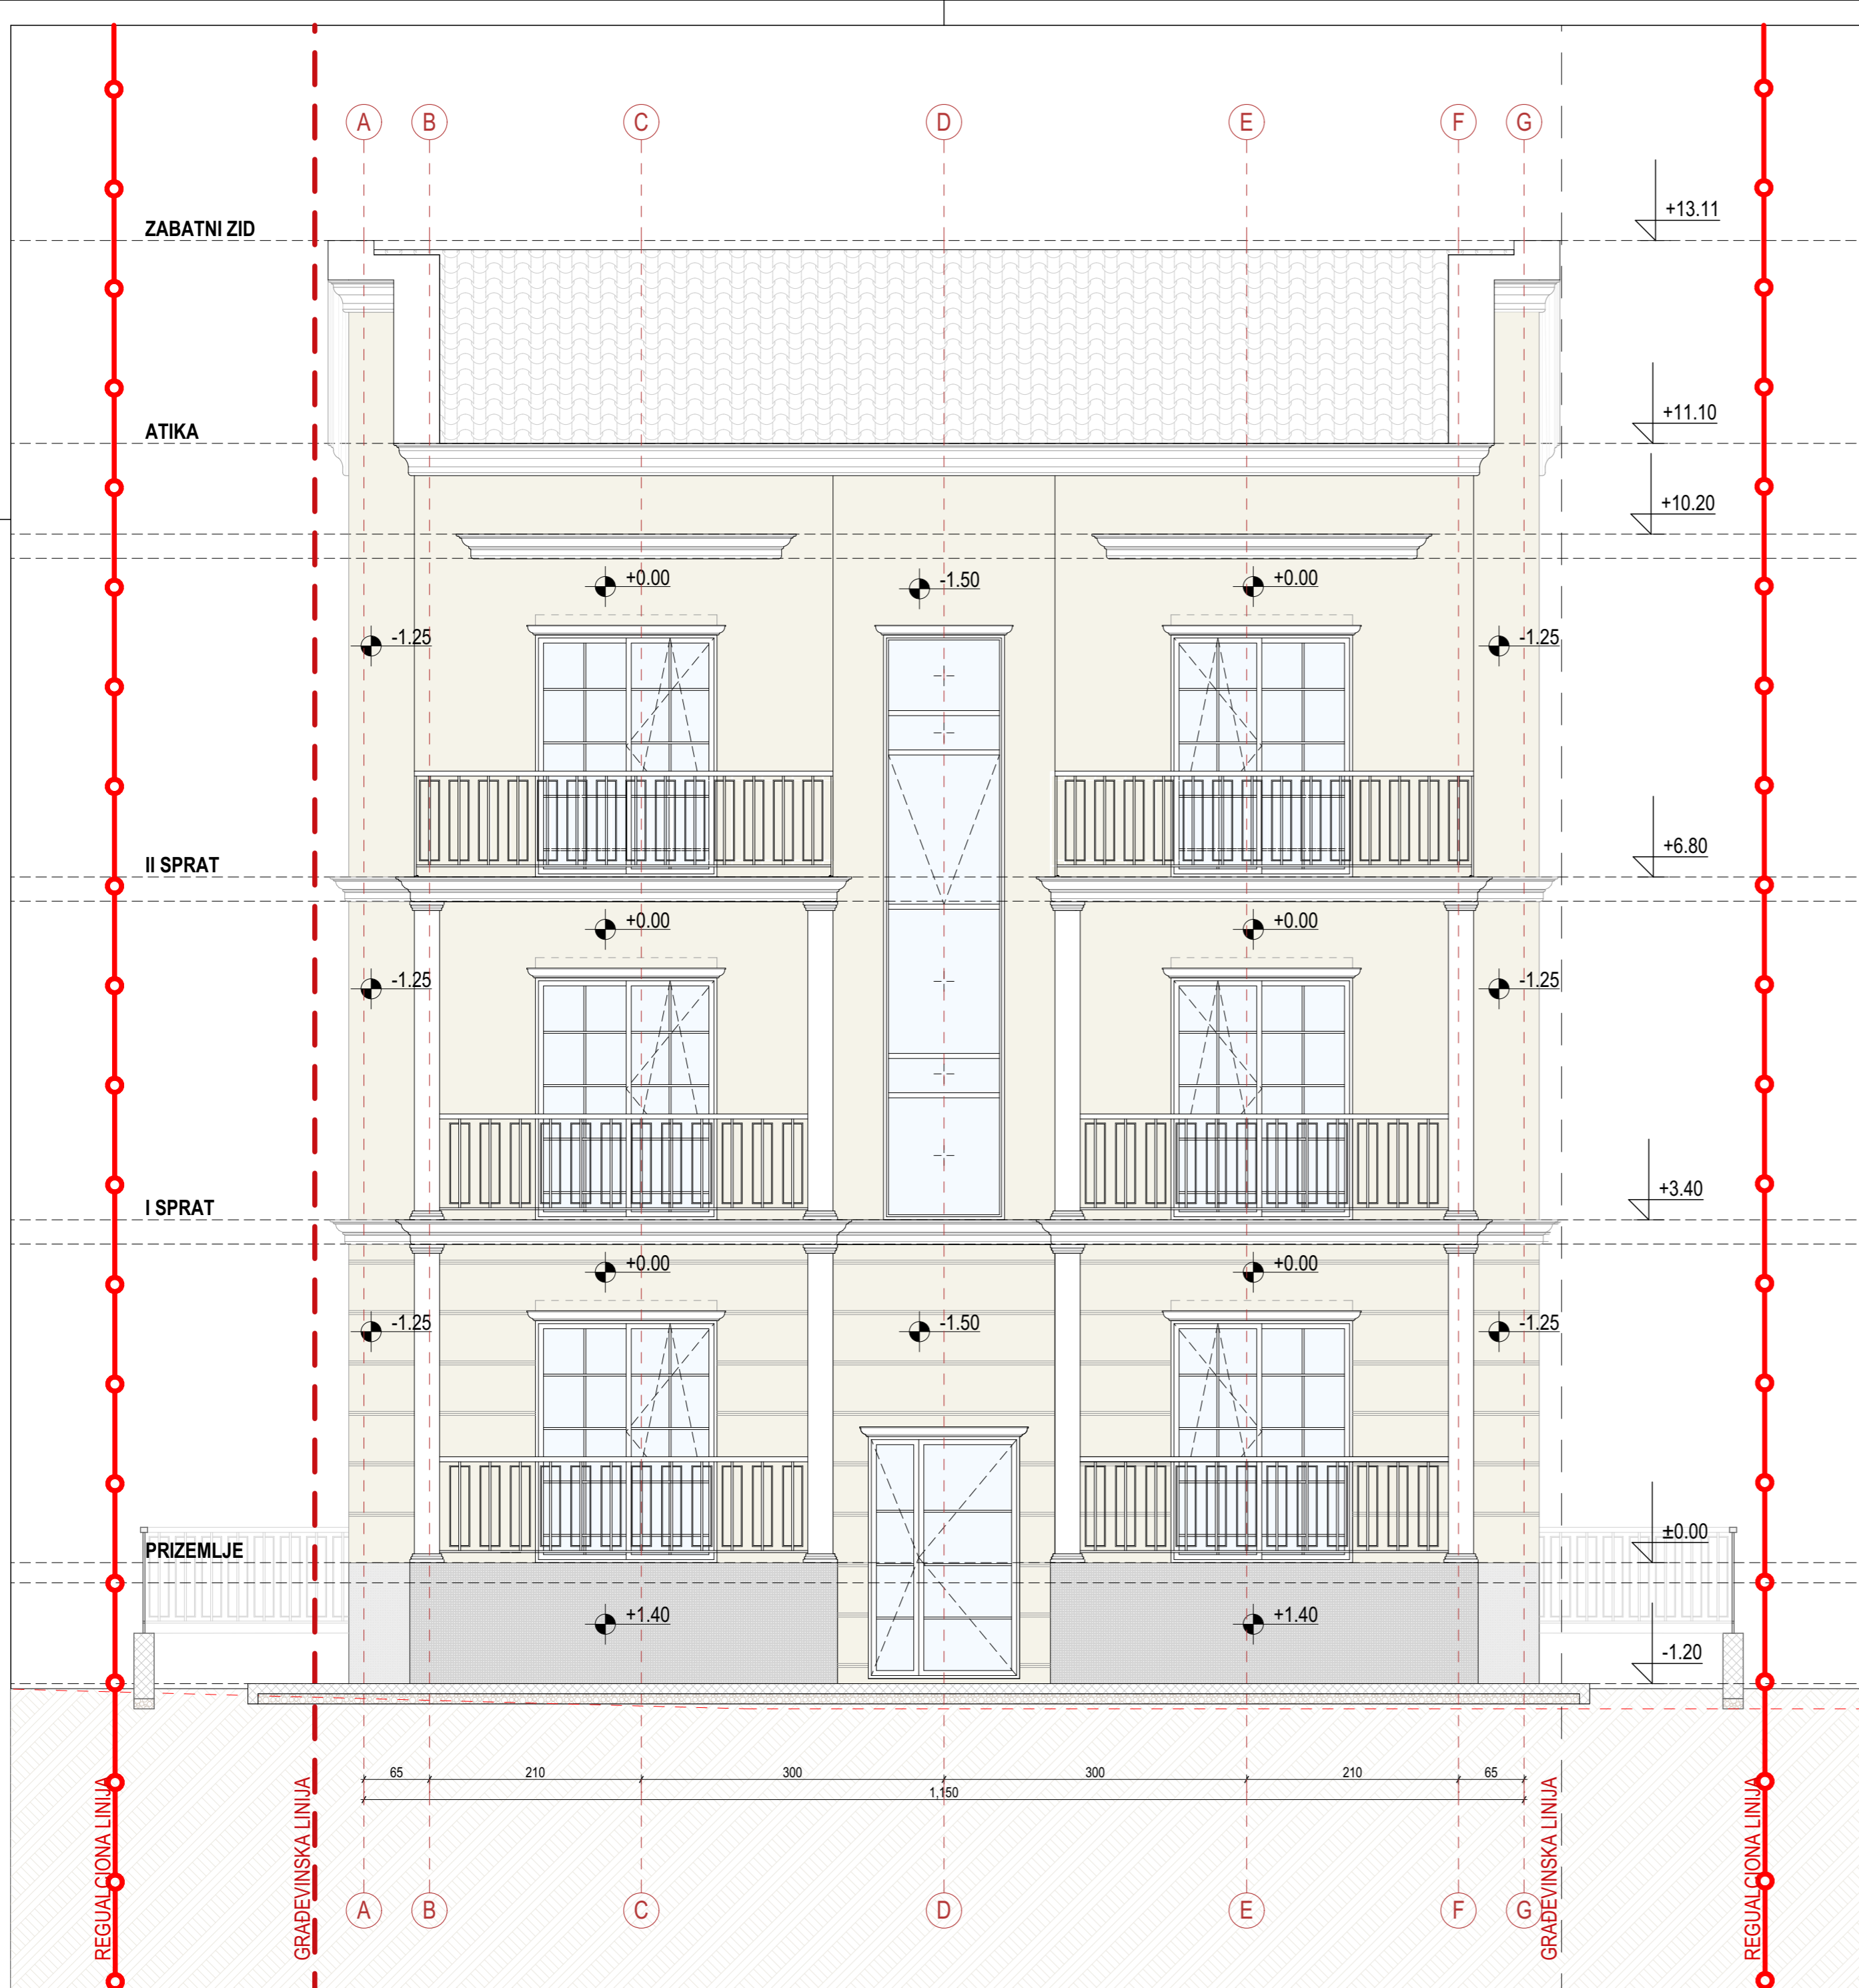 A B C D E F G
+13.11
ZABATNI ZID
+11.10
ATIKA
+10.20
+0.00 -1.50 +0.00
-1.25 -1.25
+6.80
II SPRAT
+0.00 +0.00
-1.25 -1.25
+3.40
I SPRAT
+0.00 +0.00
-1.25 -1.50 -1.25
±0.00
PRIZEMLJE
+1.40 +1.40
-1.20
65 210 300 300 210 65
1,150
REGUALCIONA LINIJA
GRAĐEVINSKA LINIJA
GRAĐEVINSKA LINIJA
REGUALCIONA LINIJA
A B C D E F G